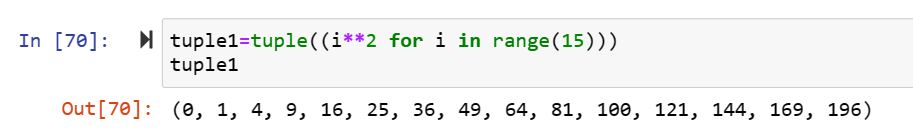 In [70]: tuple1=tuple((i**2 for i in range(15)))
tuple1
Out[70]: (0, 1, 4, 9, 16, 25, 36, 49, 64, 81, 100, 121, 144, 169, 196)